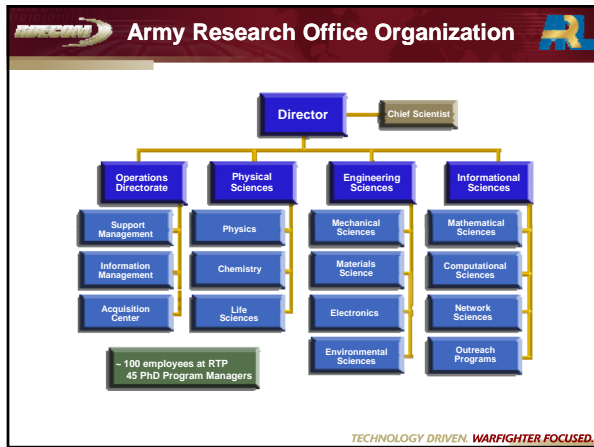 RDECOM
Army Research Office Organization
ARL
Director
Chief Scientist
Operations
Directorate
Physical
Sciences
Engineering
Sciences
Informational
Sciences
Support
Management
Physics
Mechanical
Sciences
Mathematical
Sciences
Information
Management
Chemistry
Materials
Science
Computational
Sciences
Acquisition
Center
Life
Sciences
Electronics
Network
Sciences
Environmental
Sciences
Outreach
Programs
~ 100 employees at RTP
45 PhD Program Managers
TECHNOLOGY DRIVEN. WARFIGHTER FOCUSED.